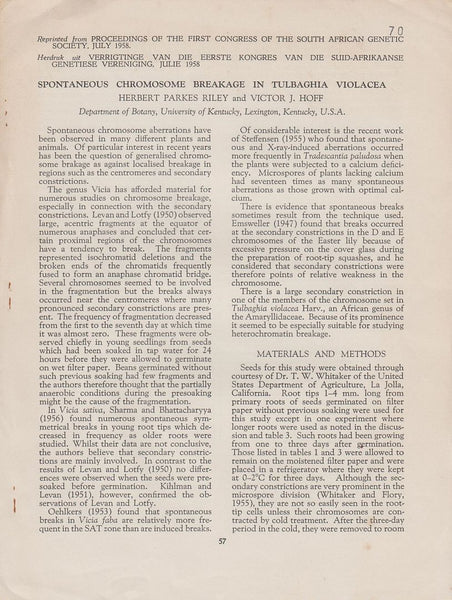 70
Reprinted from PROCEEDINGS OF THE FIRST CONGRESS OF THE SOUTH AFRICAN GENETIC
SOCIETY, JULY 1958.
Herdruk uit VERRIGTINGE VAN DIE EERSTE KONGRES VAN DIE SUID-AFRIKAANSE
GENETIESE VERENIGING, JULIE 1958
SPONTANEOUS CHROMOSOME BREAKAGE IN TULBAGHIA VIOLACEA
HERBERT PARKES RILEY and VICTOR J. HOFF
Department of Botany, University of Kentucky, Lexington, Kentucky, U.S.A.
Spontaneous chromosome aberrations have
been observed in many different plants and
animals. Of particular interest in recent years
has been the question of generalised chromo-
some brekage as against localised breakage in
regions such as the centromeres and secondary
constrictions.
The genus Vicia has afforded material for
numerous studies on chromosome breakage,
especially in connection with the secondary
constrictions. Levan and Lotfy (1950) observed
large, acentric fragments at the equator of
numerous anaphases and concluded that cer-
tain proximal regions of the chromosomes
have a tendency to break. The fragments
represented isochromatid deletions and the
broken ends of the chromatids frequently
fused to form an anaphase chromatid bridge.
Several chromosomes seemed to be involved
in the fragmentation but the breaks always
occurred near the centromeres where many
pronounced secondary constrictions are pres-
ent. The frequency of fragmentation decreased
from the first to the seventh day at which time
it was almost zero. These fragments were ob-
served chiefly in young seedlings from seeds
which had been soaked in tap water for 24
hours before they were allowed to germinate
on wet filter paper. Beans germinated without
such previous soaking had few fragments and
the authors therefore thought that the partially
anaerobic conditions during the presoaking
might be the cause of the fragmentation.
In Vicia sativa, Sharma and Bhattacharya
(1956) found numerous spontaneous sym-
metrical breaks in young root tips which de-
creased in frequency as older roots were
studied. Whilst their data are not conclusive,
the authors believe that secondary constric-
tions are mainly involved. In contrast to the
results of Levan and Lotfy (1950) no differ-
ences were observed when the seeds were pre-
soaked before germination. Kihlman and
Levan (1951), however, confirmed the ob-
servations of Levan and Lotfy.
Oehlkers (1953) found that spontaneous
breaks in Vicia faba are relatively more fre-
quent in the SAT zone than are induced breaks.
Of considerable interest is the recent work
of Steffensen (1955) who found that spontane-
ous and X-ray-induced aberrations occurred
more frequently in Tradescantia paludosa when
the plants were subjected to a calcium defici-
ency. Microspores of plants lacking calcium
had seventeen times as many spontaneous
aberrations as those grown with optimal cal-
cium.
There is evidence that spontaneous breaks
sometimes result from the technique used.
Emsweller (1947) found that breaks occurred
at the secondary constrictions in the D and E
chromosomes of the Easter lily because of
excessive pressure on the cover glass during
the preparation of root-tip squashes, and he
considered that secondary constrictions were
therefore points of relative weakness in the
chromosome.
There is a large secondary constriction in
one of the members of the chromosome set in
Tulbaghia violacea Harv., an African genus of
the Amaryllidaceae. Because of its prominence
it seemed to be especially suitable for studying
heterochromatin breakage.
MATERIALS AND METHODS
Seeds for this study were obtained through
courtesy of Dr. T. W. Whitaker of the United
States Department of Agriculture, La Jolla,
California. Root tips 1–4 mm. long from
primary roots of seeds germinated on filter
paper without previous soaking were used for
this study except in one experiment where
longer roots were used as noted in the discus-
sion and table 3. Such roots had been growing
from one to three days after germination.
Those listed in tables 1 and 3 were allowed to
remain on the moistened filter paper and were
placed in a refrigerator where they were kept
at 0–2°C for three days. Although the sec-
ondary constrictions are very prominent in the
microspore division (Whitaker and Flory,
1955), they are not so easily seen in the root-
tip cells unless their chromosomes are con-
tracted by cold treatment. After the three-day
period in the cold, they were removed to room
57